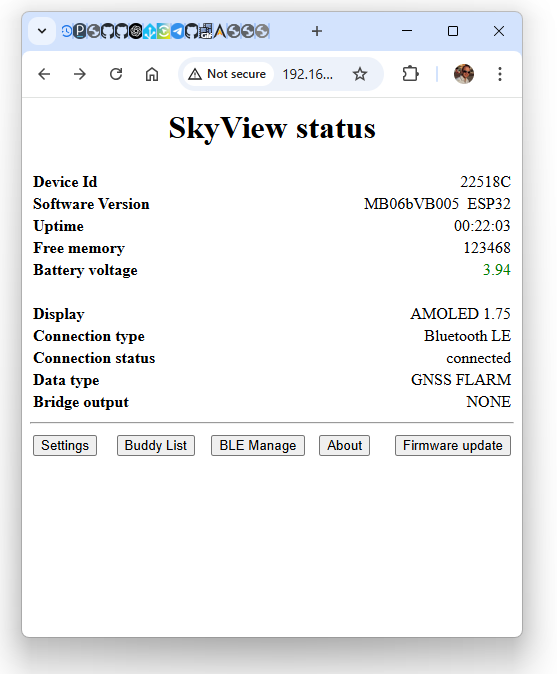 Not secure 192.16...
SkyView status
Device Id 22518C
Software Version MB06bVB005 ESP32
Uptime 00:22:03
Free memory 123468
Battery voltage 3.94
Display AMOLED 1.75
Connection type Bluetooth LE
Connection status connected
Data type GNSS FLARM
Bridge output NONE
Settings Buddy List BLE Manage About Firmware update